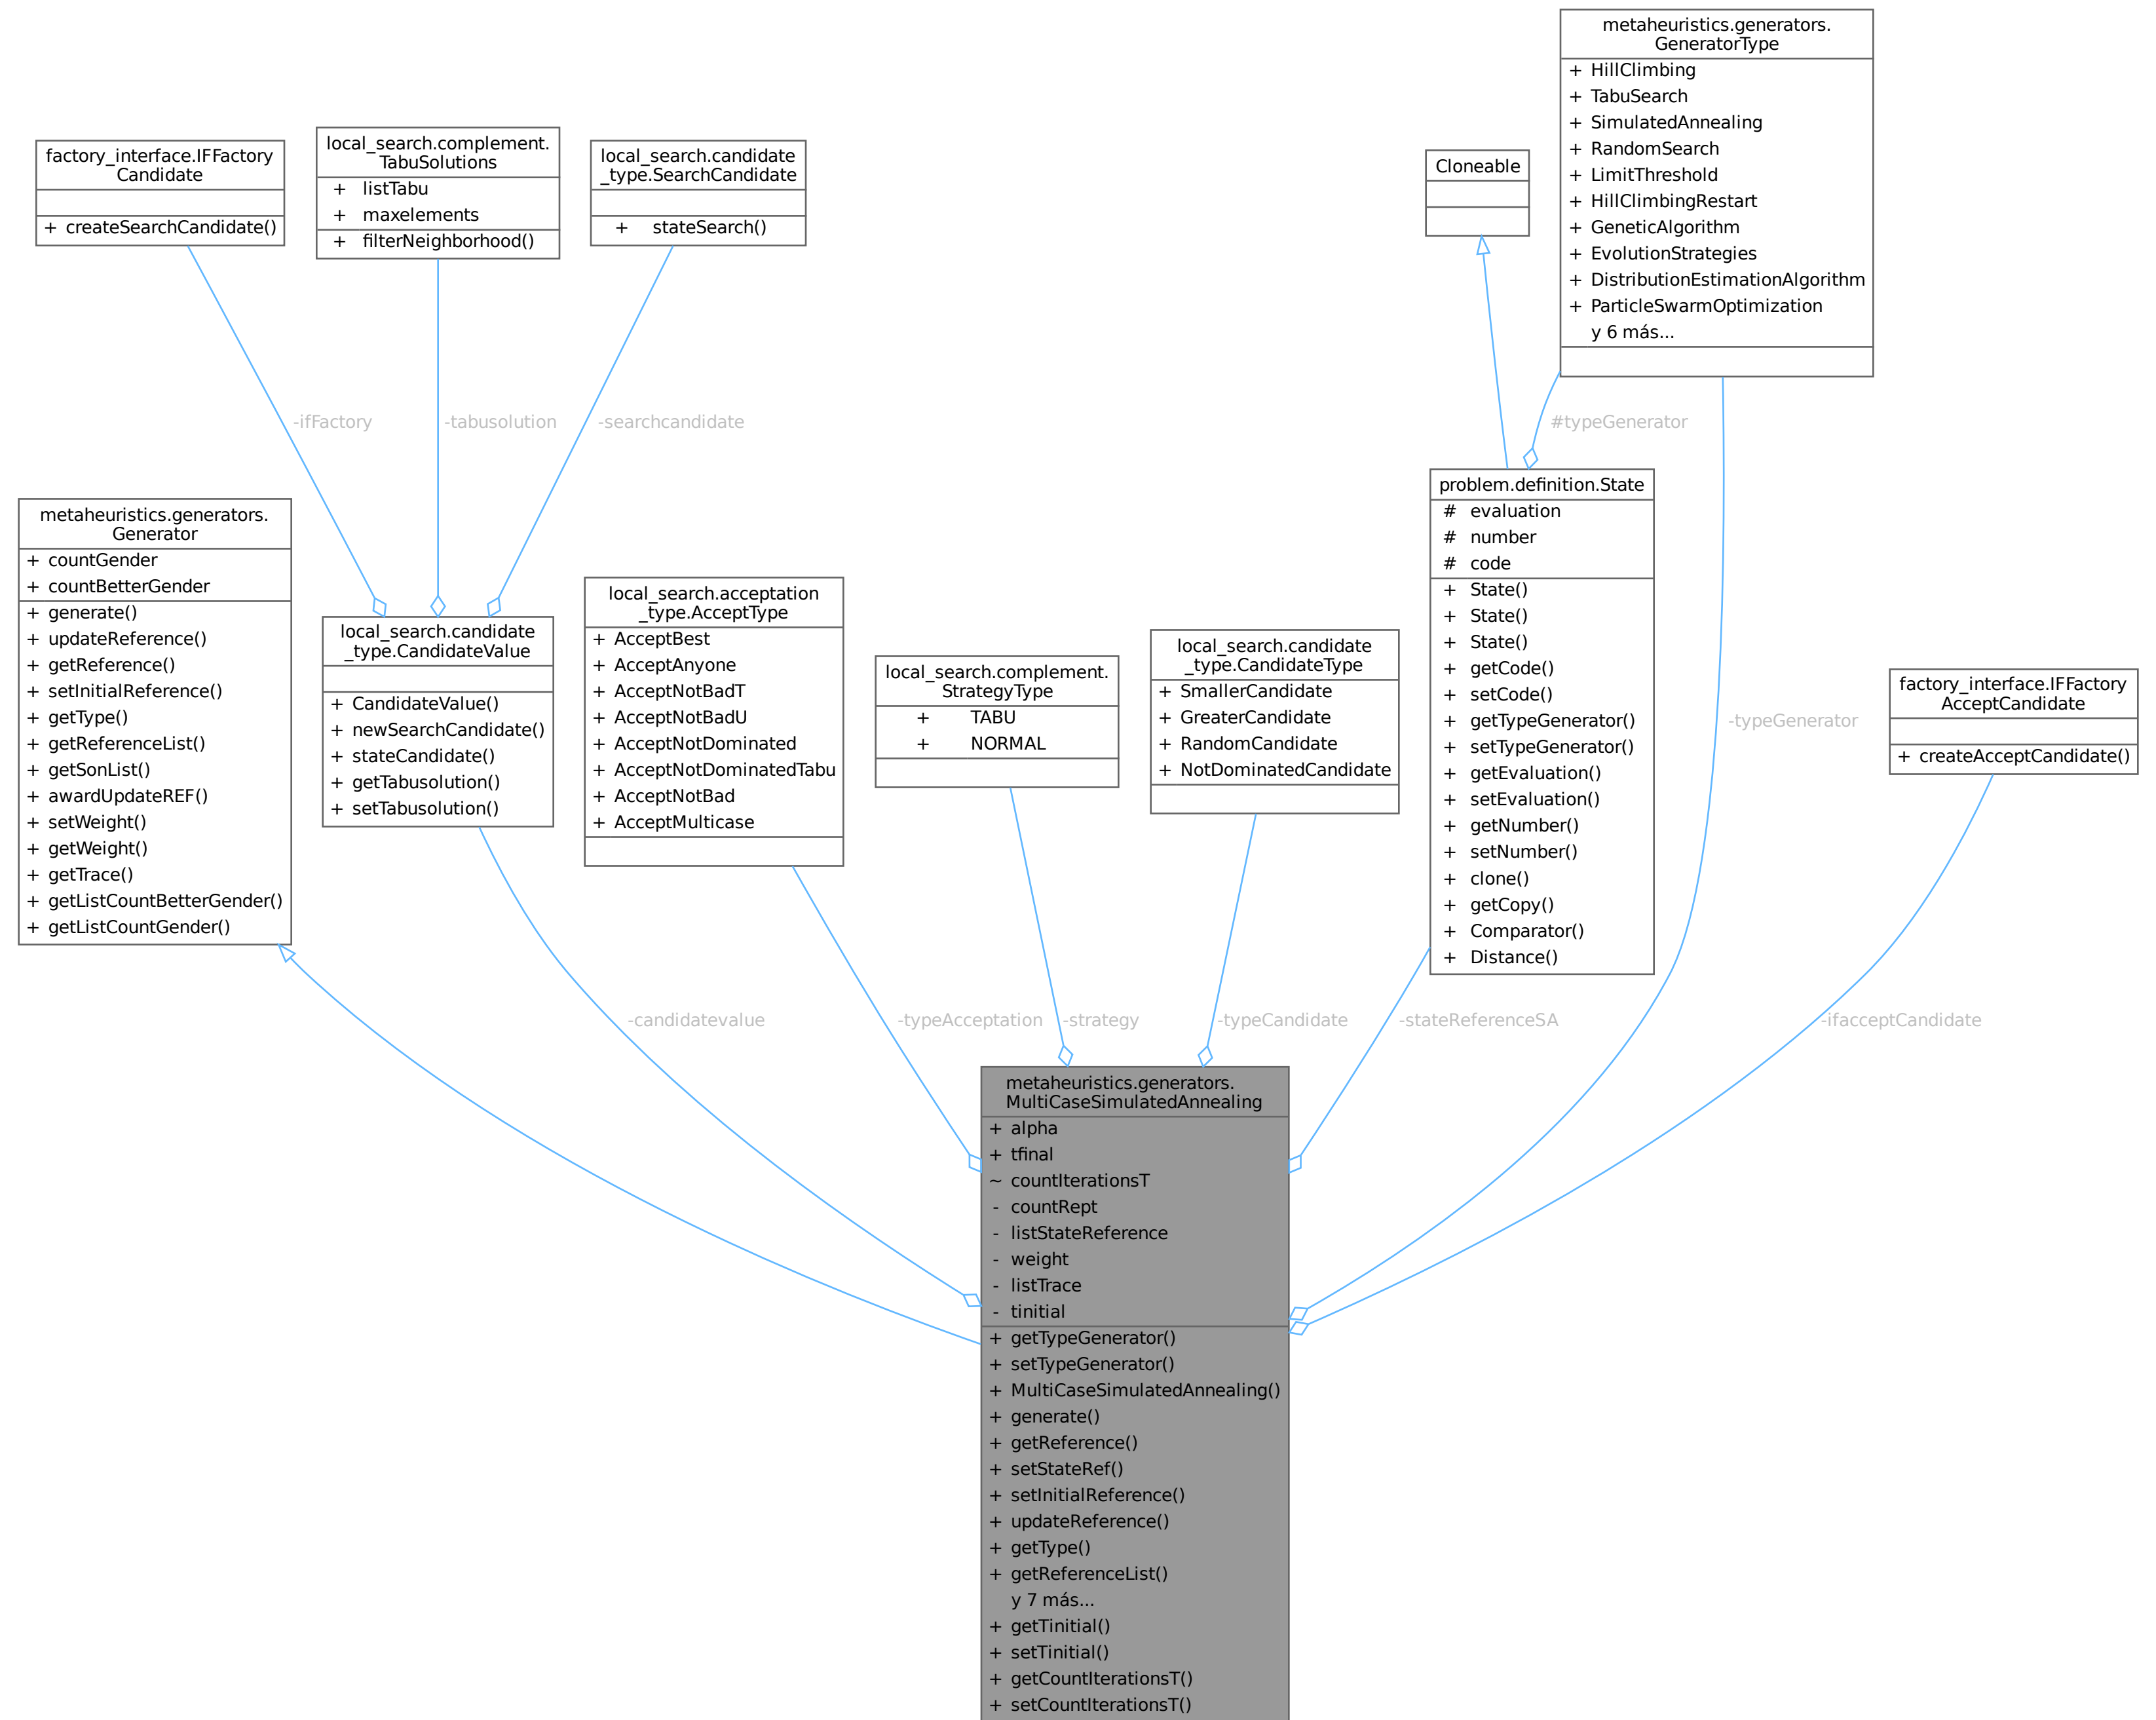 metaheuristics.generators.
GeneratorType
+ HillClimbing
+ TabuSearch
+ SimulatedAnnealing
+ RandomSearch
+ LimitThreshold
+ HillClimbingRestart
+ GeneticAlgorithm
+ EvolutionStrategies
+ DistributionEstimationAlgorithm
+ ParticleSwarmOptimization
y 6 más...
factory_interface.IFFactory
Candidate
+ createSearchCandidate()
local_search.complement.
TabuSolutions
+ listTabu
+ maxelements
+ filterNeighborhood()
local_search.candidate
_type.SearchCandidate
+ stateSearch()
Cloneable
-ifFactory
-tabusolution
-searchcandidate
#typeGenerator
metaheuristics.generators.
Generator
+ countGender
+ countBetterGender
+ generate()
+ updateReference()
+ getReference()
+ setInitialReference()
+ getType()
+ getReferenceList()
+ getSonList()
+ awardUpdateREF()
+ setWeight()
+ getWeight()
+ getTrace()
+ getListCountBetterGender()
+ getListCountGender()
local_search.candidate
_type.CandidateValue
+ CandidateValue()
+ newSearchCandidate()
+ stateCandidate()
+ getTabusolution()
+ setTabusolution()
local_search.acceptation
_type.AcceptType
+ AcceptBest
+ AcceptAnyone
+ AcceptNotBadT
+ AcceptNotBadU
+ AcceptNotDominated
+ AcceptNotDominatedTabu
+ AcceptNotBad
+ AcceptMulticase
local_search.complement.
StrategyType
+ TABU
+ NORMAL
local_search.candidate
_type.CandidateType
+ SmallerCandidate
+ GreaterCandidate
+ RandomCandidate
+ NotDominatedCandidate
problem.definition.State
# evaluation
# number
# code
+ State()
+ State()
+ State()
+ getCode()
+ setCode()
+ getTypeGenerator()
+ setTypeGenerator()
+ getEvaluation()
+ setEvaluation()
+ getNumber()
+ setNumber()
+ clone()
+ getCopy()
+ Comparator()
+ Distance()
-typeGenerator
factory_interface.IFFactory
AcceptCandidate
+ createAcceptCandidate()
-candidatevalue
-typeAcceptation
-strategy
-typeCandidate
-stateReferenceSA
-ifacceptCandidate
metaheuristics.generators.
MultiCaseSimulatedAnnealing
+ alpha
+ tfinal
~ countIterationsT
- countRept
- listStateReference
- weight
- listTrace
- tinitial
+ getTypeGenerator()
+ setTypeGenerator()
+ MultiCaseSimulatedAnnealing()
+ generate()
+ getReference()
+ setStateRef()
+ setInitialReference()
+ updateReference()
+ getType()
+ getReferenceList()
y 7 más...
+ getTinitial()
+ setTinitial()
+ getCountIterationsT()
+ setCountIterationsT()